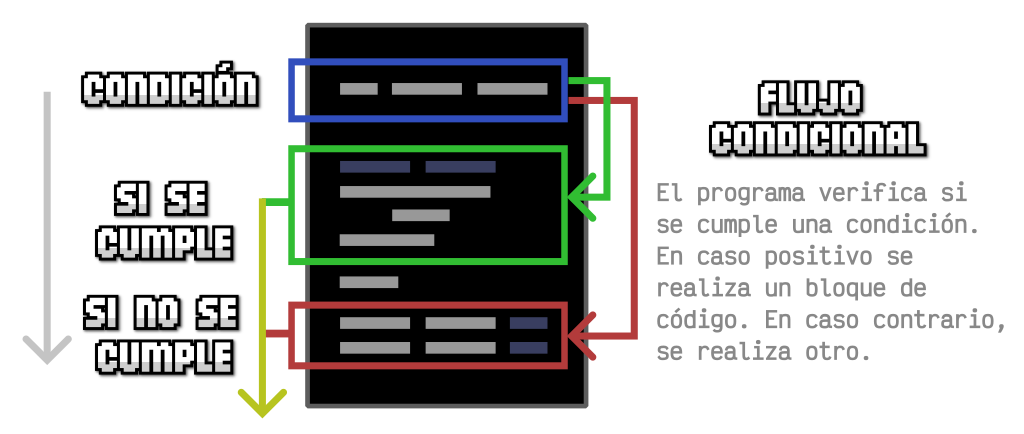 CONDICIÓN
SI SE
CUMPLE
SI NO SE
CUMPLE
FLUJO
CONDICIONAL
El programa verifica si
se cumple una condición.
En caso positivo se
realiza un bloque de
código. En caso contrario,
se realiza otro.